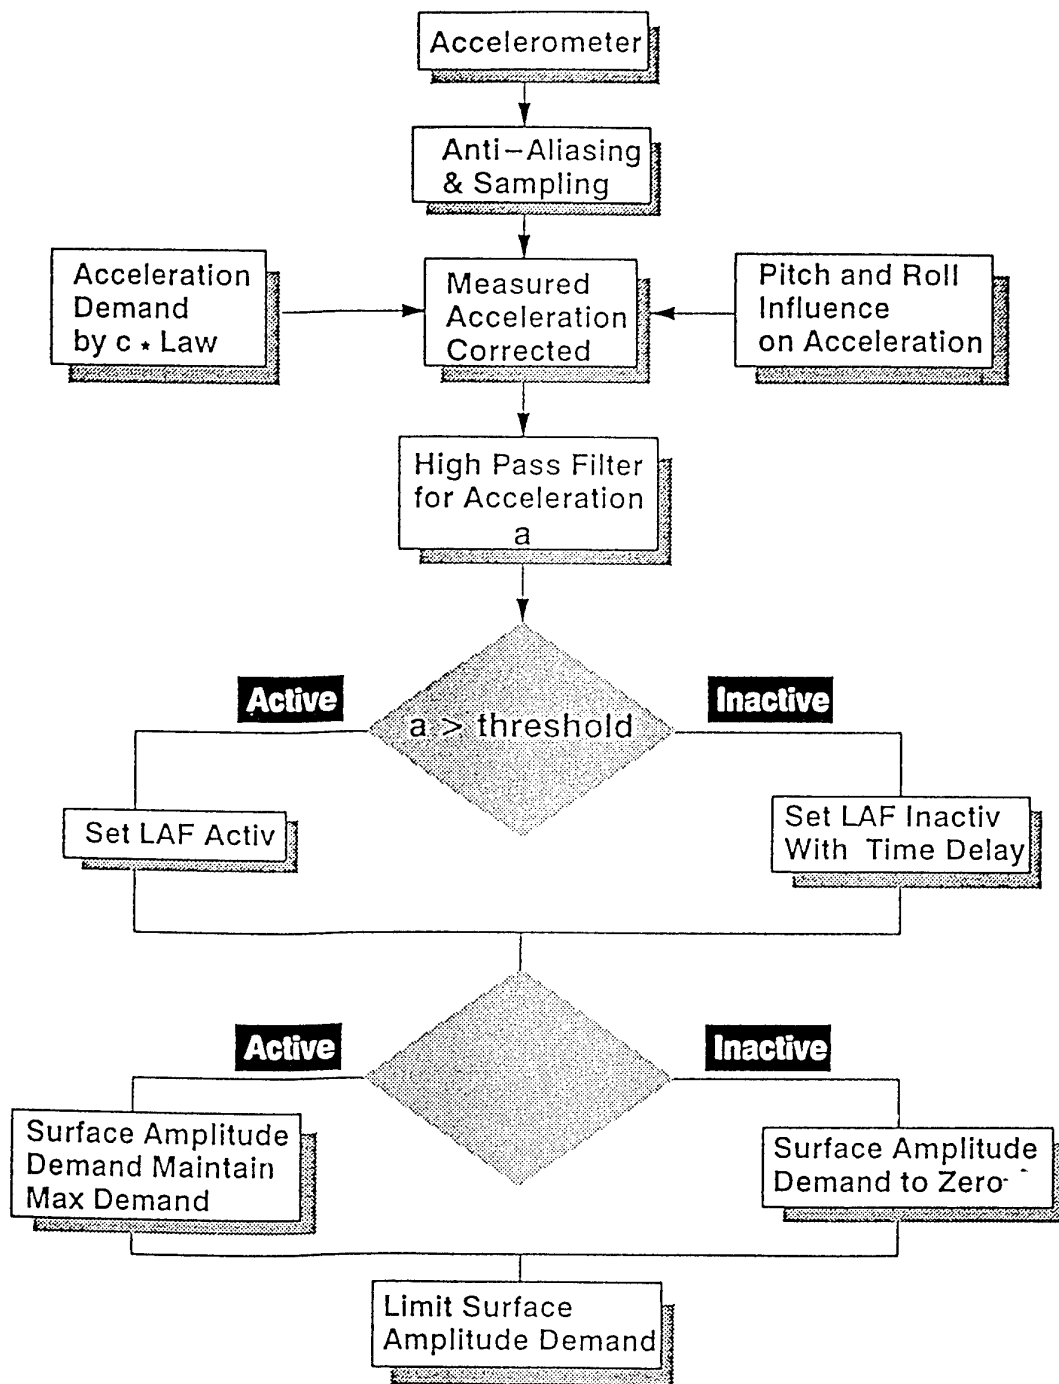 Accelerometer
Anti-Aliasing
& Sampling
Acceleration
Demand
by c * Law
Measured
Acceleration
Corrected
Pitch and Roll
Influence
on Acceleration
High Pass Filter
for Acceleration
a
Active
a > threshold
Inactive
Set LAF Activ
Set LAF Inactiv
With Time Delay
Active
Inactive
Surface Amplitude
Demand Maintain
Max Demand
Surface Amplitude
Demand to Zero
Limit Surface
Amplitude Demand